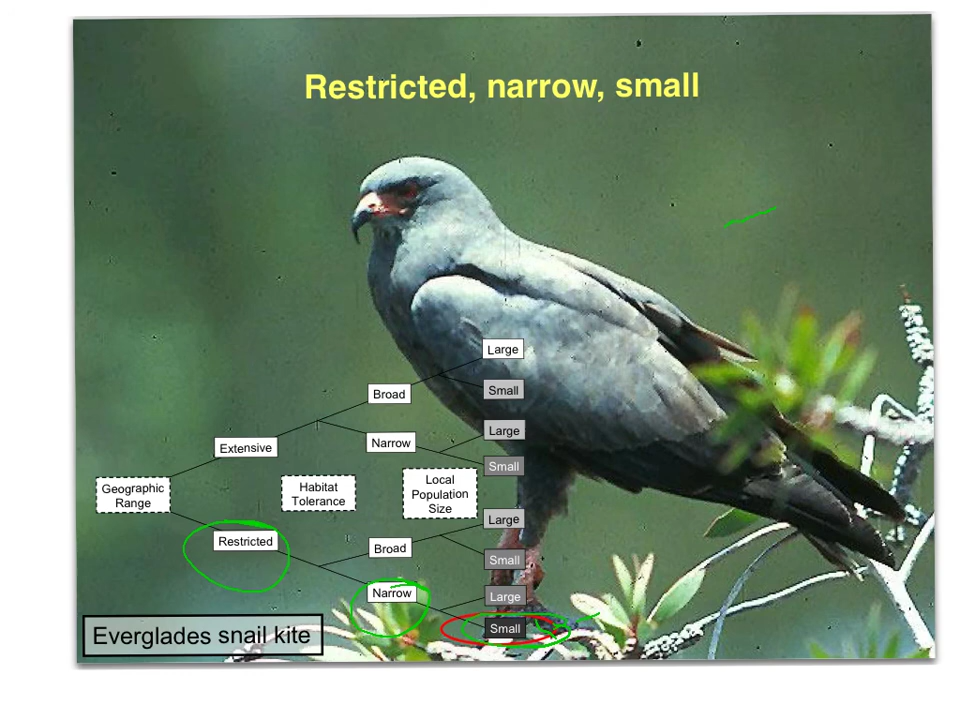 Restricted, narrow, small
Large
Broad
Small
Large
Narrow
Extensive
Small
Geographic
Range
Habitat
Tolerance
Local
Population
Size
Large
Restricted
Broad
Small
Narrow
Large
Small
Everglades snail kite